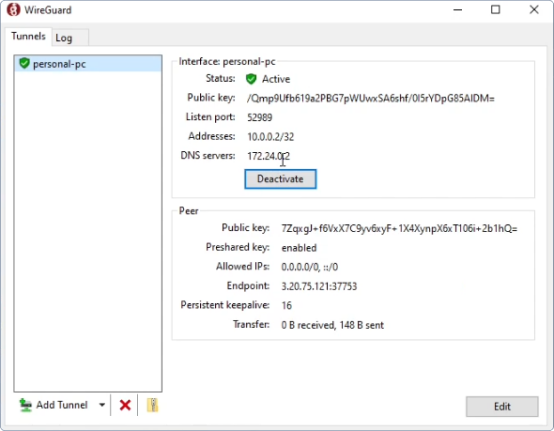 WireGuard
Tunnels Log
personal-pc
Interface: personal-pc
Status: Active
Public key: /Qmp9Ufb619a2PBG7pWUwxSA6shf/0I5rYDpG85AIDM=
Listen port: 52989
Addresses: 10.0.0.2/32
DNS servers: 172.24.0.2
Deactivate
Peer
Public key: 7ZqxgJ+f6VxX7C9yv6xyF+1X4XynpX6xT106i+2b1hQ=
Preshared key: enabled
Allowed IPs: 0.0.0.0/0, ::/0
Endpoint: 3.20.75.121:37753
Persistent keepalive: 16
Transfer: 0 B received, 148 B sent
Add Tunnel
Edit